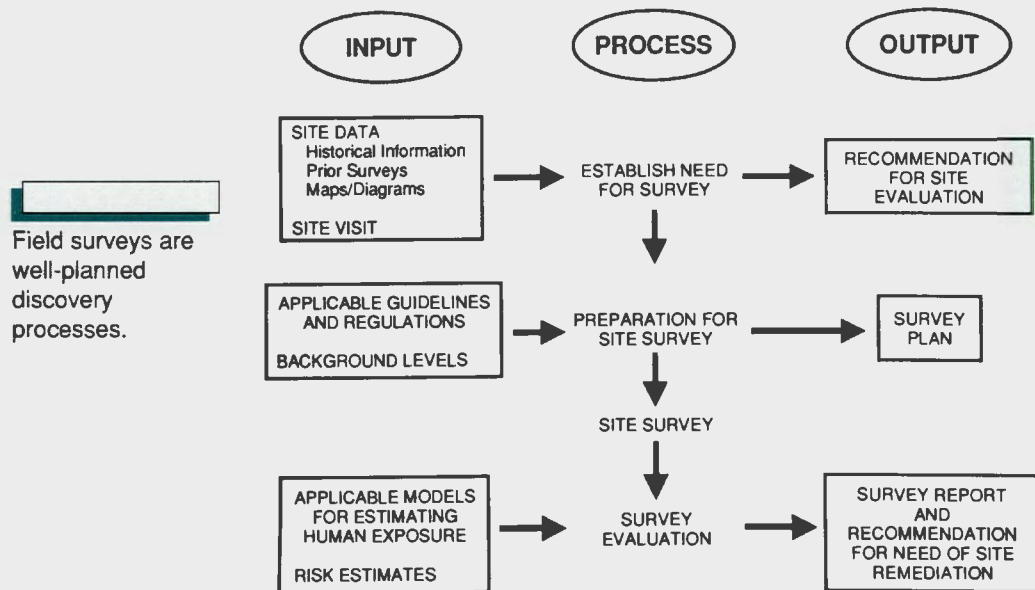 INPUT
PROCESS
OUTPUT
Field surveys are
well-planned
discovery
processes.
SITE DATA
Historical Information
Prior Surveys
Maps/Diagrams
SITE VISIT
ESTABLISH NEED
FOR SURVEY
RECOMMENDATION
FOR SITE
EVALUATION
APPLICABLE GUIDELINES
AND REGULATIONS
BACKGROUND LEVELS
PREPARATION FOR
SITE SURVEY
SURVEY
PLAN
SITE SURVEY
APPLICABLE MODELS
FOR ESTIMATING
HUMAN EXPOSURE
RISK ESTIMATES
SURVEY
EVALUATION
SURVEY REPORT
AND
RECOMMENDATION
FOR NEED OF SITE
REMEDIATION